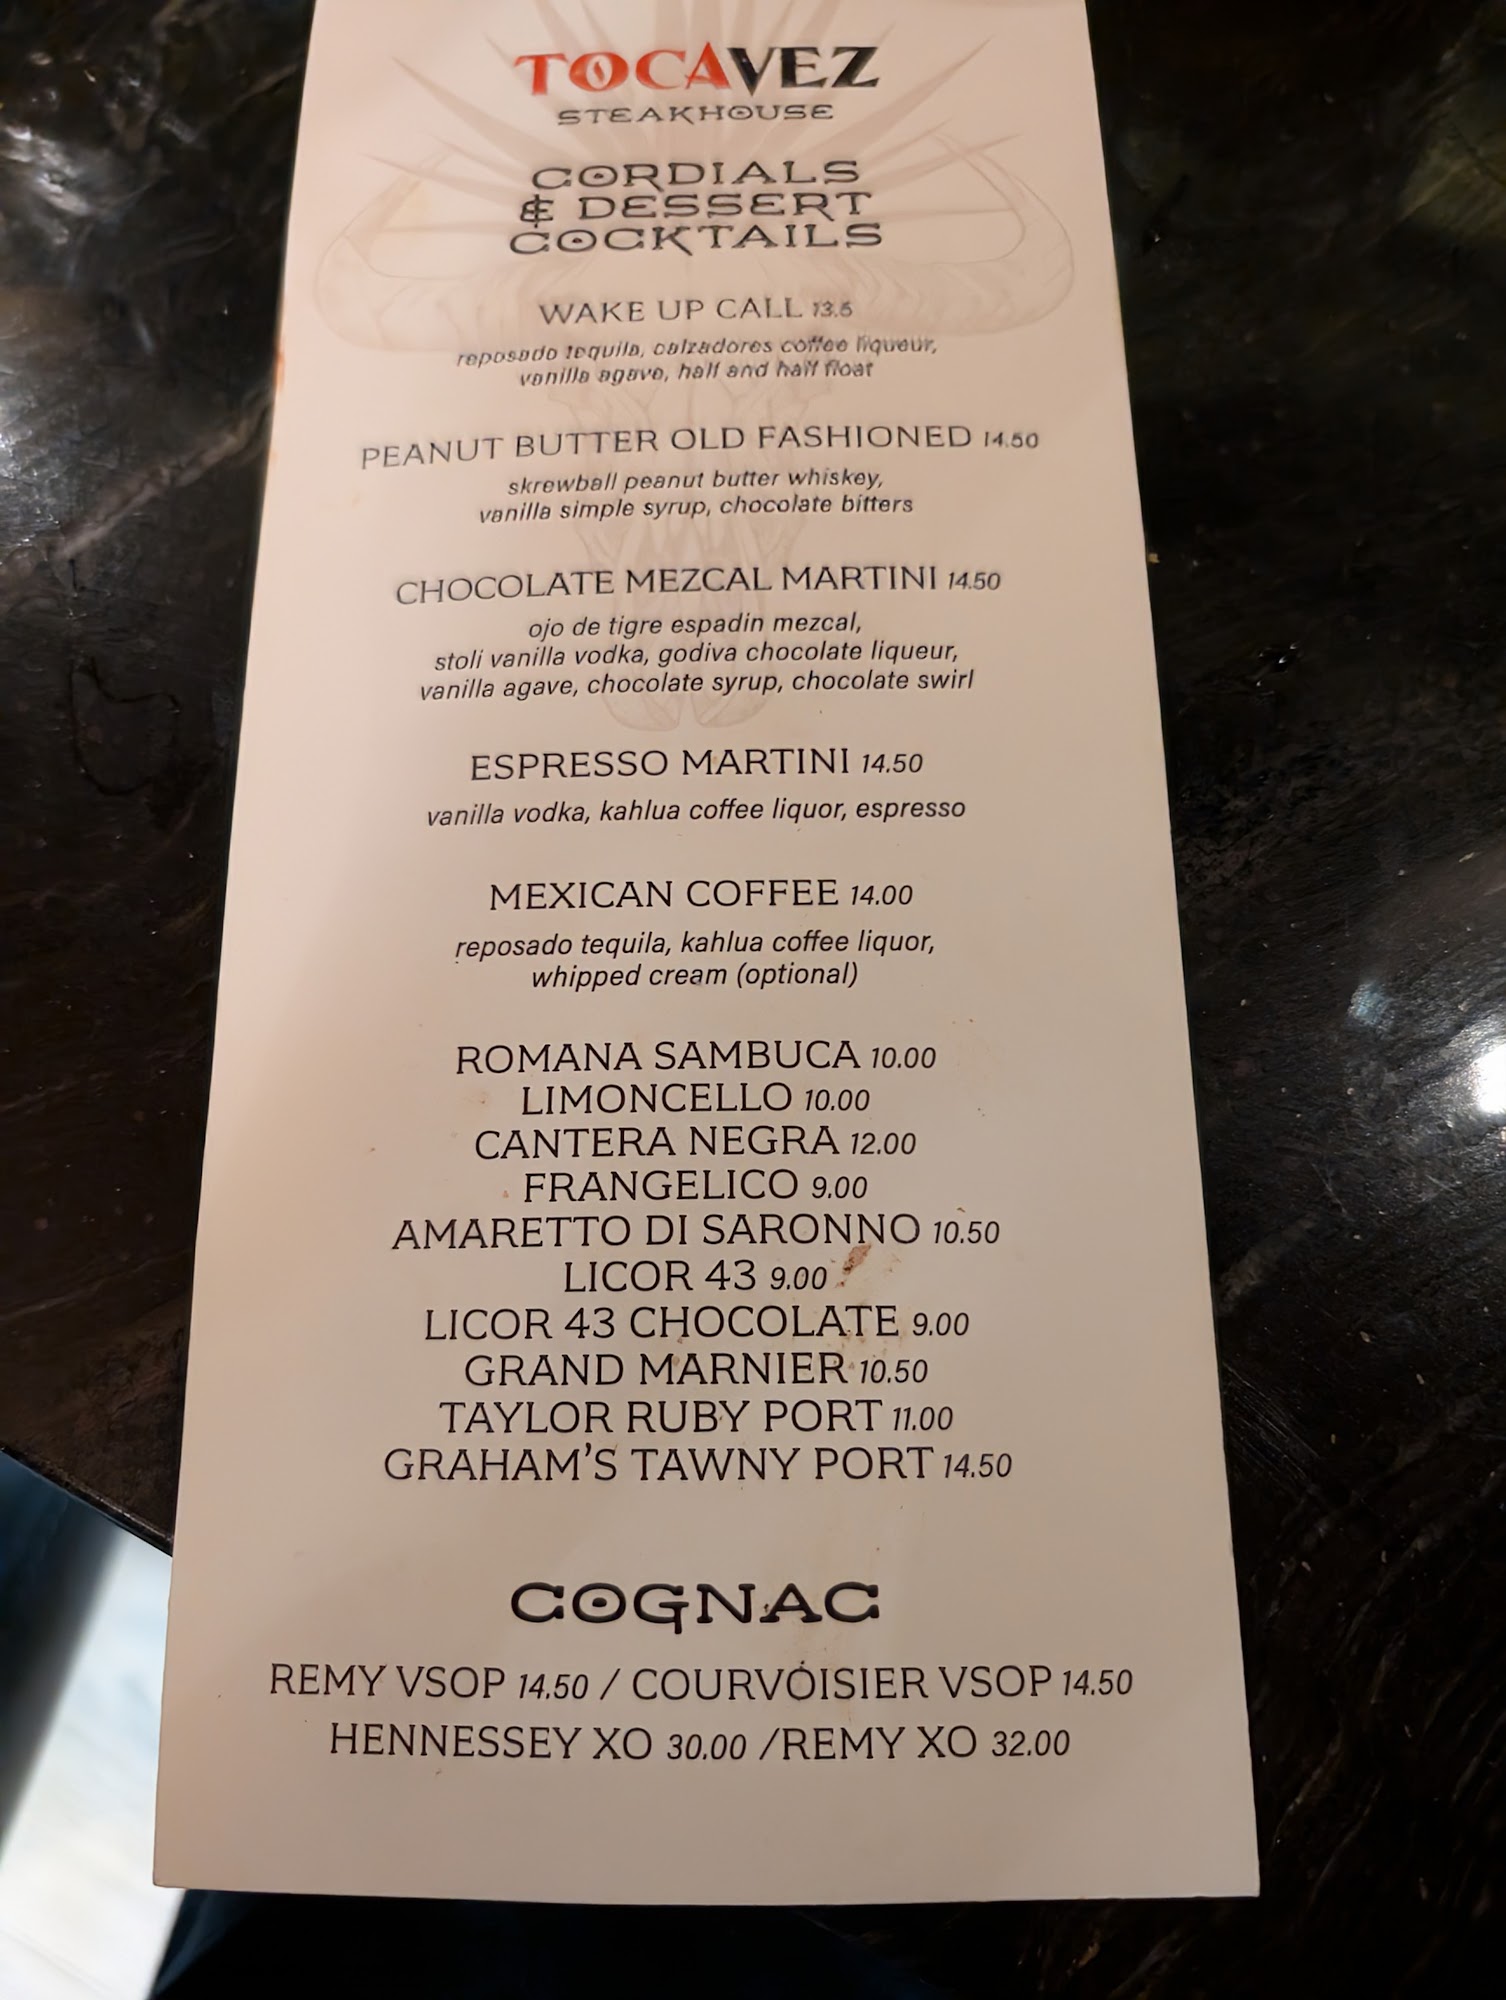 TOCAVEZ
STEAKHOUSE
CORDIALS
& DESSERT
COCKTAILS
WAKE UP CALL 13.5
reposado tequila, calzadores coffee liqueur,
vanilla agave, half and half float
PEANUT BUTTER OLD FASHIONED 14.50
skrewball peanut butter whiskey,
vanilla simple syrup, chocolate bitters
CHOCOLATE MEZCAL MARTINI 14.50
ojo de tigre espadin mezcal,
stoli vanilla vodka, godiva chocolate liqueur,
vanilla agave, chocolate syrup, chocolate swirl
ESPRESSO MARTINI 14.50
vanilla vodka, kahlua coffee liquor, espresso
MEXICAN COFFEE 14.00
reposado tequila, kahlua coffee liquor,
whipped cream (optional)
ROMANA SAMBUCA 10.00
LIMONCELLO 10.00
CANTERA NEGRA 12.00
FRANGELICO 9.00
AMARETTO DI SARONNO 10.50
LICOR 43 9.00
LICOR 43 CHOCOLATE 9.00
GRAND MARNIER 10.50
TAYLOR RUBY PORT 11.00
GRAHAM'S TAWNY PORT 14.50
COGNAC
REMY VSOP 14.50 / COURVOISIER VSOP 14.50
HENNESSEY XO 30.00 /REMY XO 32.00